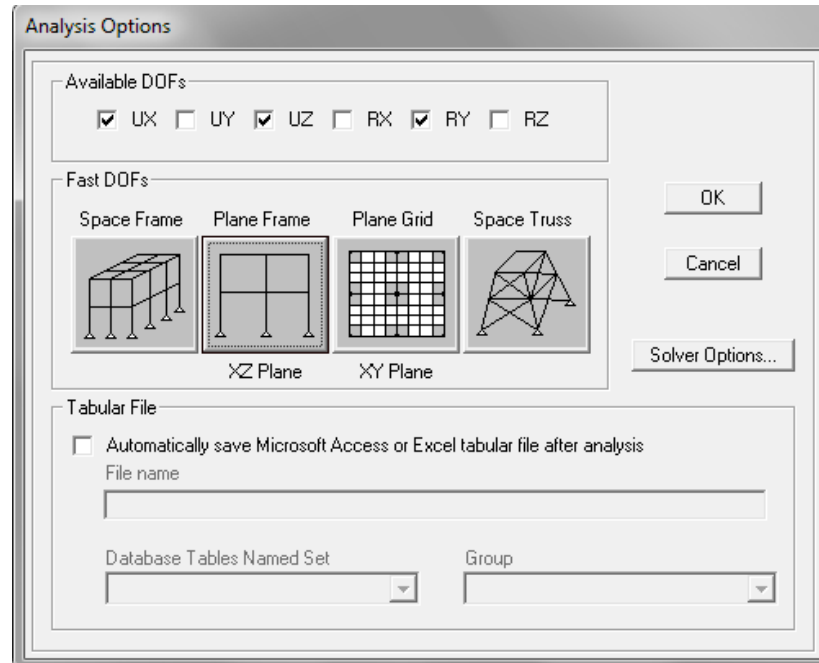 Analysis Options
Available DOFs
UX UY UZ RX RY RZ
Fast DOFs
Space Frame Plane Frame Plane Grid Space Truss
XZ Plane XY Plane
OK
Cancel
Solver Options...
Tabular File
Automatically save Microsoft Access or Excel tabular file after analysis
File name
Database Tables Named Set Group